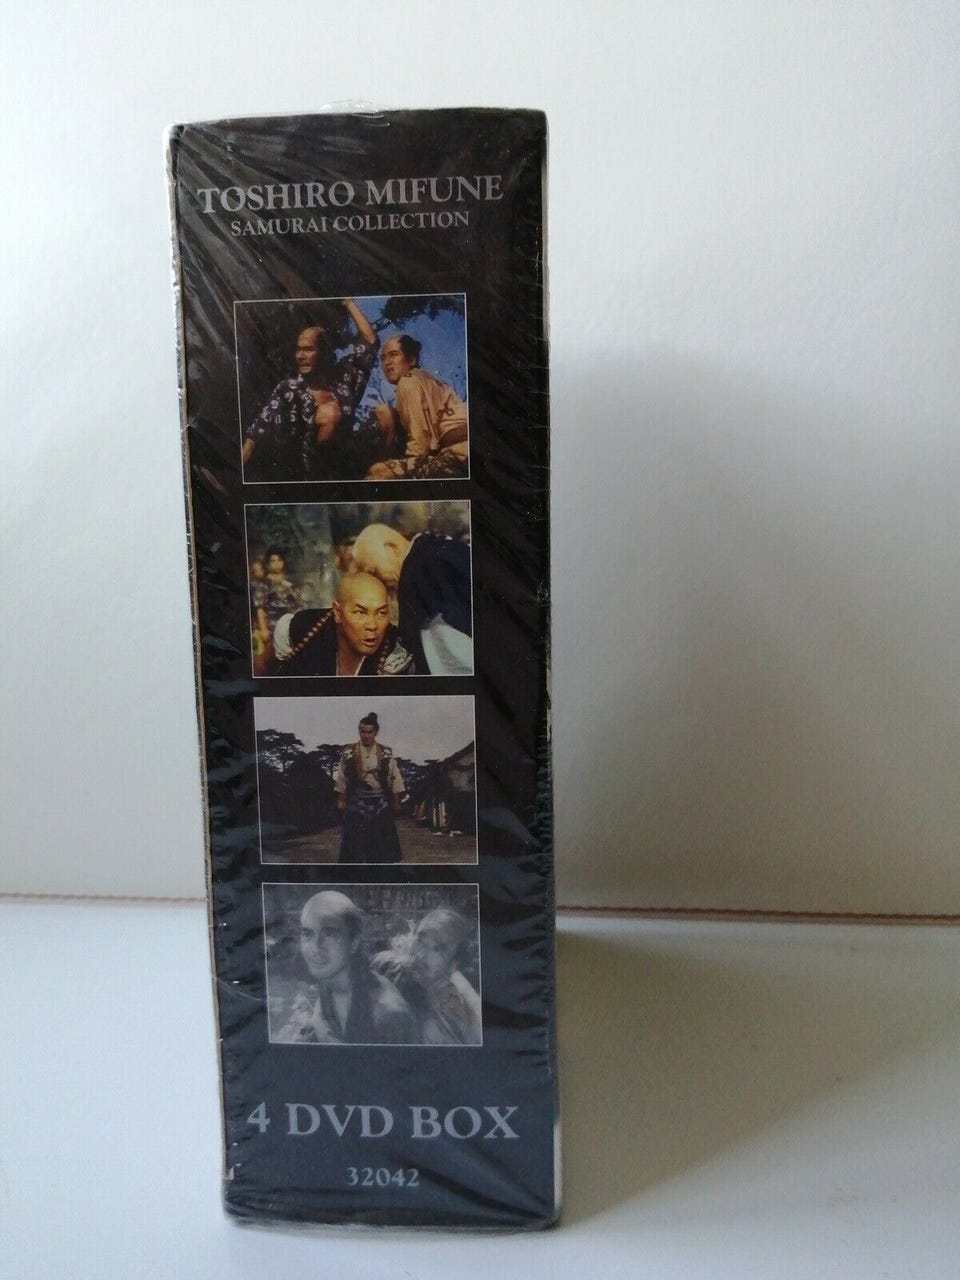 TOSHIRO MIFUNE
SAMURAI COLLECTION
4 DVD BOX
32042